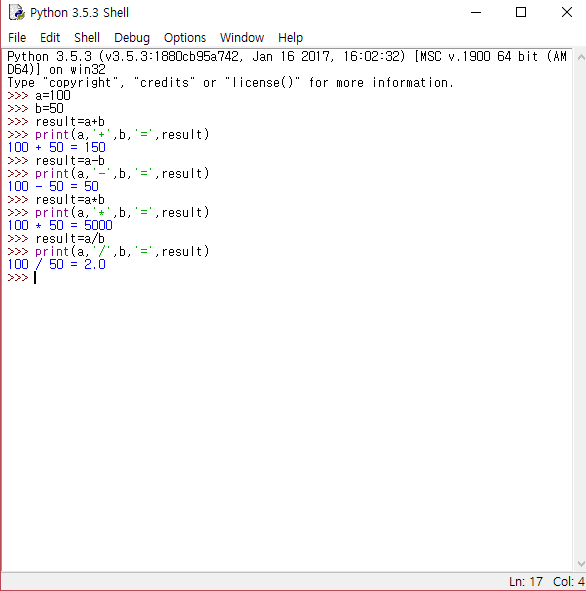 Python 3.5.3 Shell
File Edit Shell Debug Options Window Help
Python 3.5.3 (v3.5.3:1880cb95a742, Jan 16 2017, 16:02:32) [MSC v.1900 64 bit (AM
D64)] on win32
Type "copyright", "credits" or "license()" for more information.
>>> a=100
>>> b=50
>>> result=a+b
>>> print(a,'+',b,'=',result)
100 + 50 = 150
>>> result=a-b
>>> print(a,'-',b,'=',result)
100 - 50 = 50
>>> result=a*b
>>> print(a,'*',b,'=',result)
100 * 50 = 5000
>>> result=a/b
>>> print(a,'/',b,'=',result)
100 / 50 = 2.0
>>>
Ln: 17 Col: 4